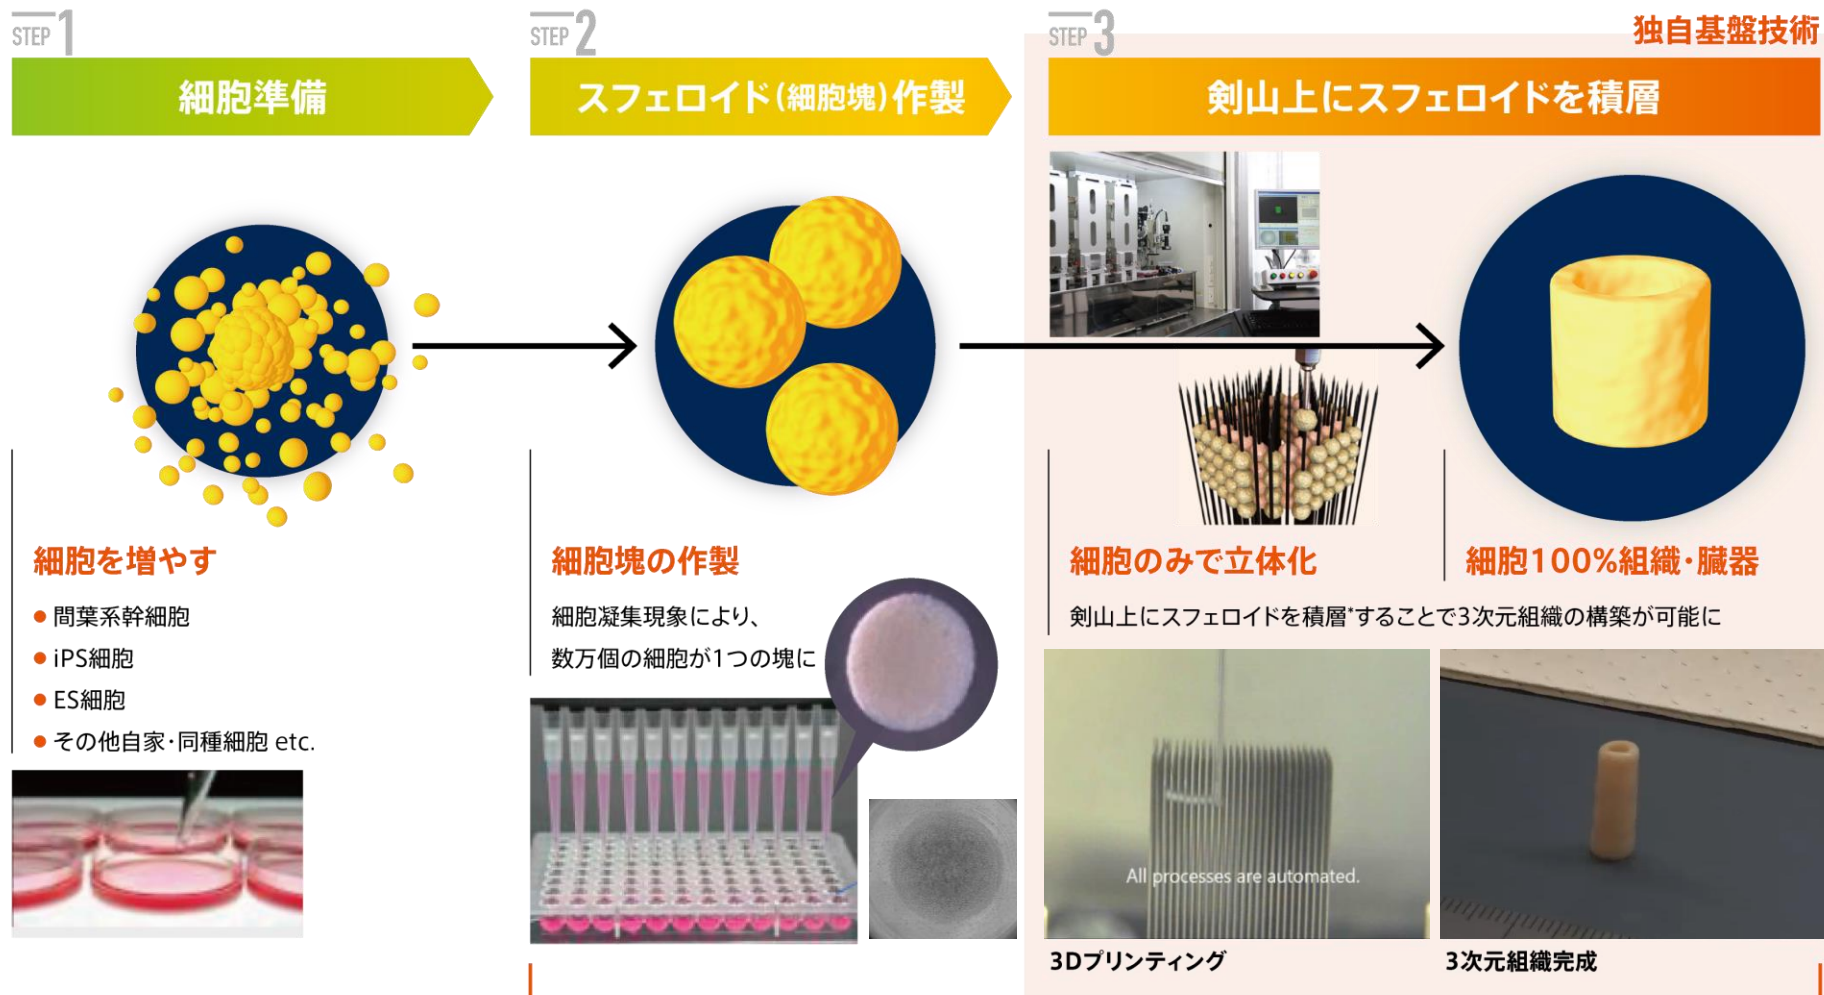 STEP 1
細胞準備
細胞を増やす
● 間葉系幹細胞
● iPS細胞
● ES細胞
● その他自家・同種細胞 etc.
STEP 2
スフェロイド(細胞塊)作製
細胞塊の作製
細胞凝集現象により、
数万個の細胞が1つの塊に
STEP 3
独自基盤技術
剣山上にスフェロイドを積層
細胞のみで立体化
細胞100%組織・臓器
剣山上にスフェロイドを積層*することで3次元組織の構築が可能に
All processes are automated.
3Dプリンティング
3次元組織完成